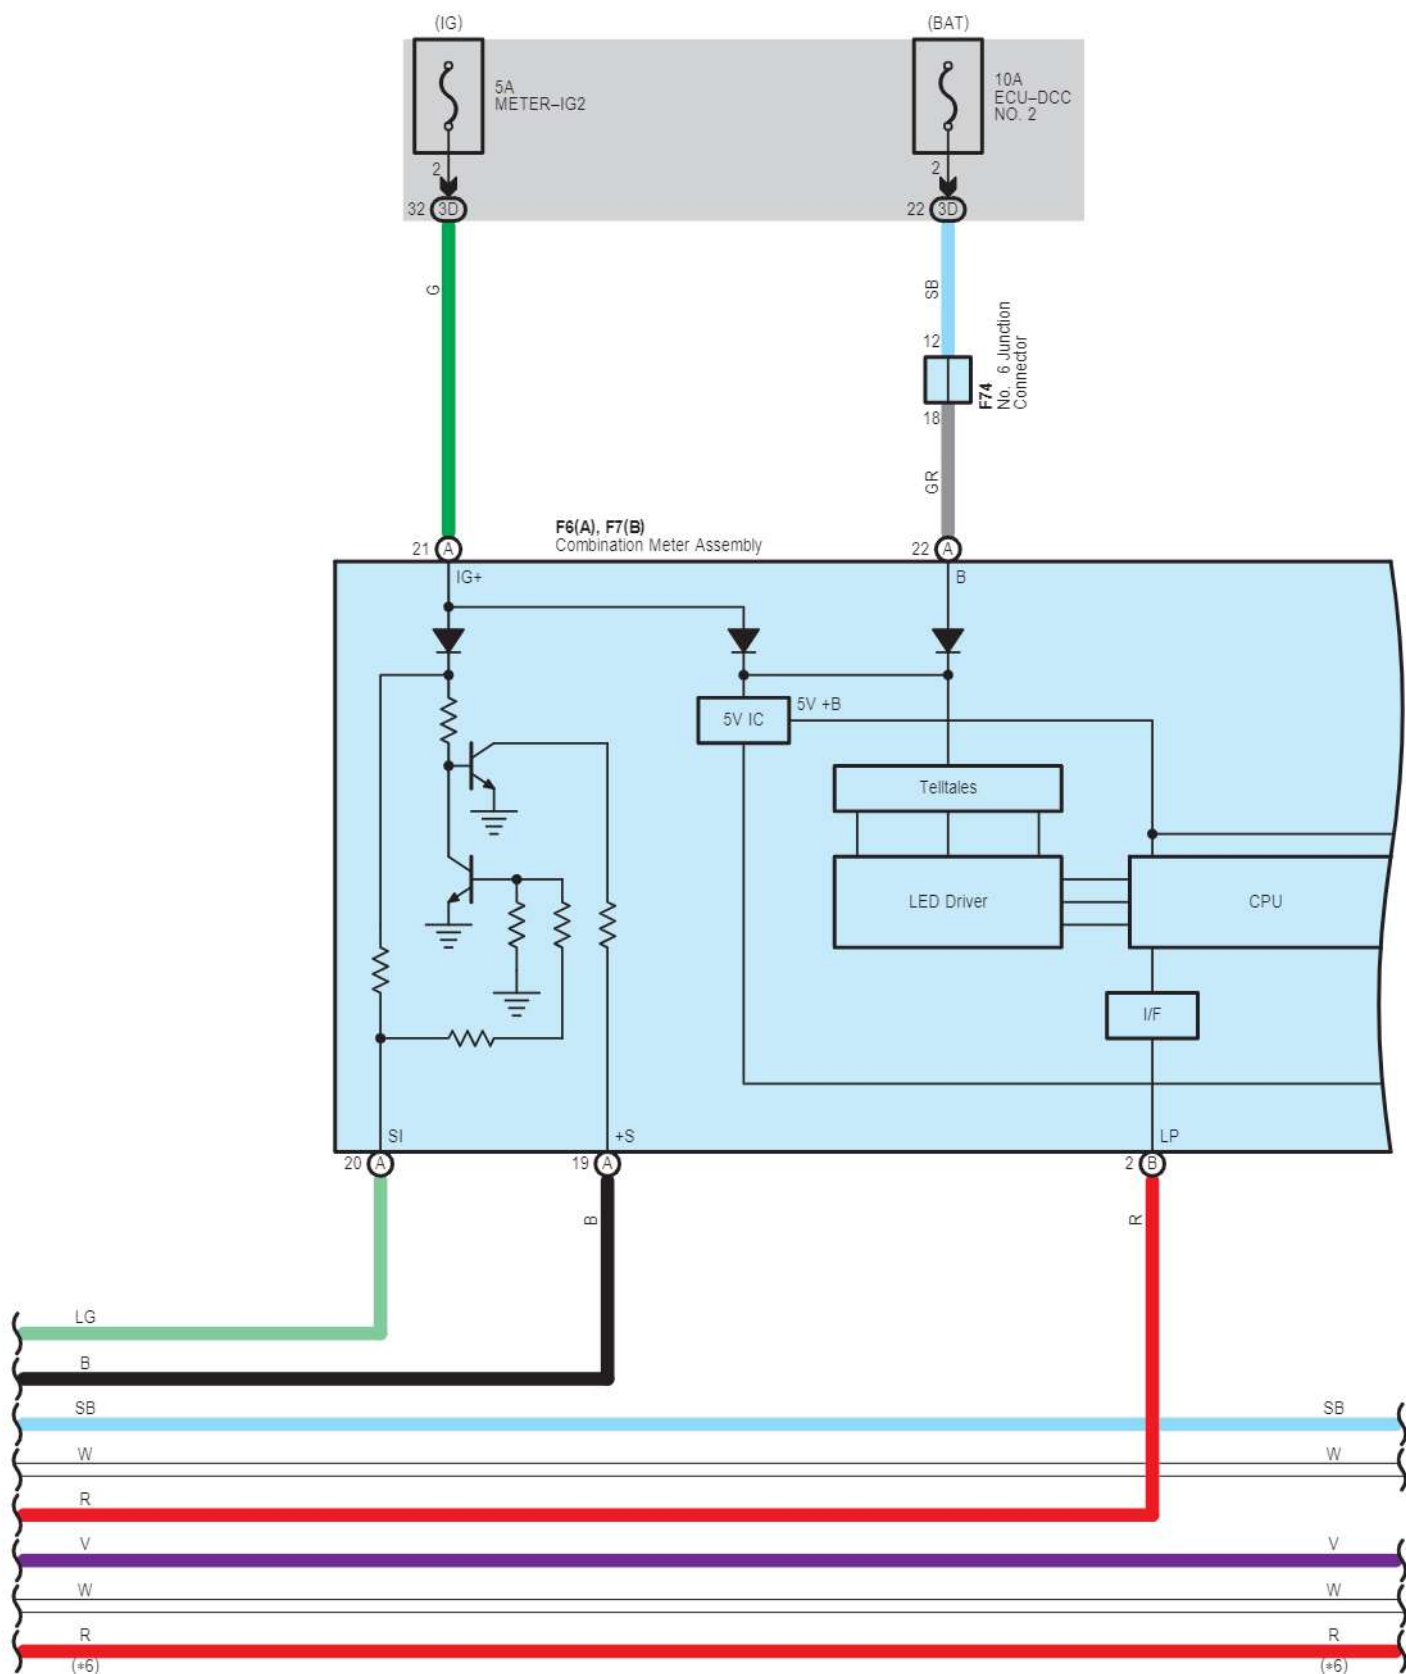 (IG)
(BAT)
5A
METER–IG2
10A
ECU–DCC
NO. 2
2
2
32 3D
22 3D
G
SB
12
F74
No. 6 Junction
Connector
18
GR
F6(A), F7(B)
Combination Meter Assembly
21 A
22 A
IG+
B
5V IC
5V +B
Telltales
LED Driver
CPU
I/F
SI
+S
LP
20 A
19 A
2 B
B
R
LG
B
SB
SB
W
W
R
V
V
W
W
R
R
(*6)
(*6)